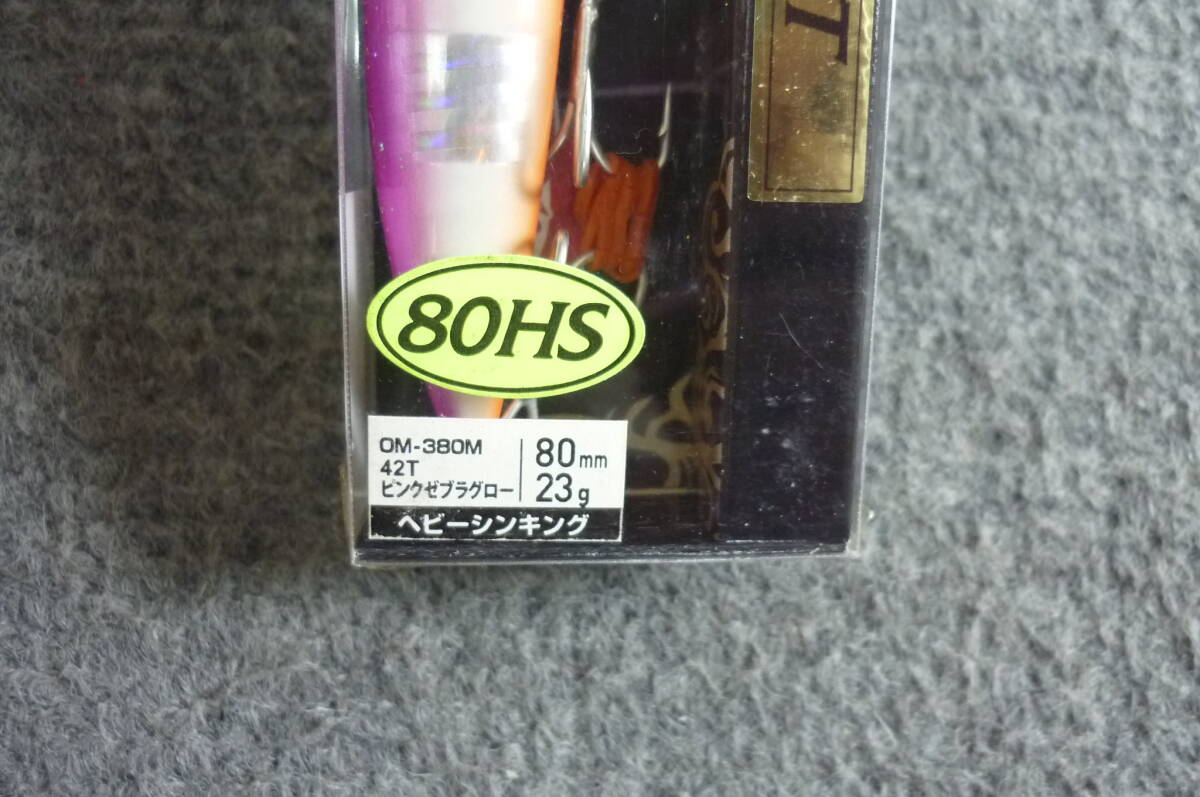 T
80HS
OM-380M
42T
ピンクゼブラグロー
80mm
23g
ヘビーシンキング